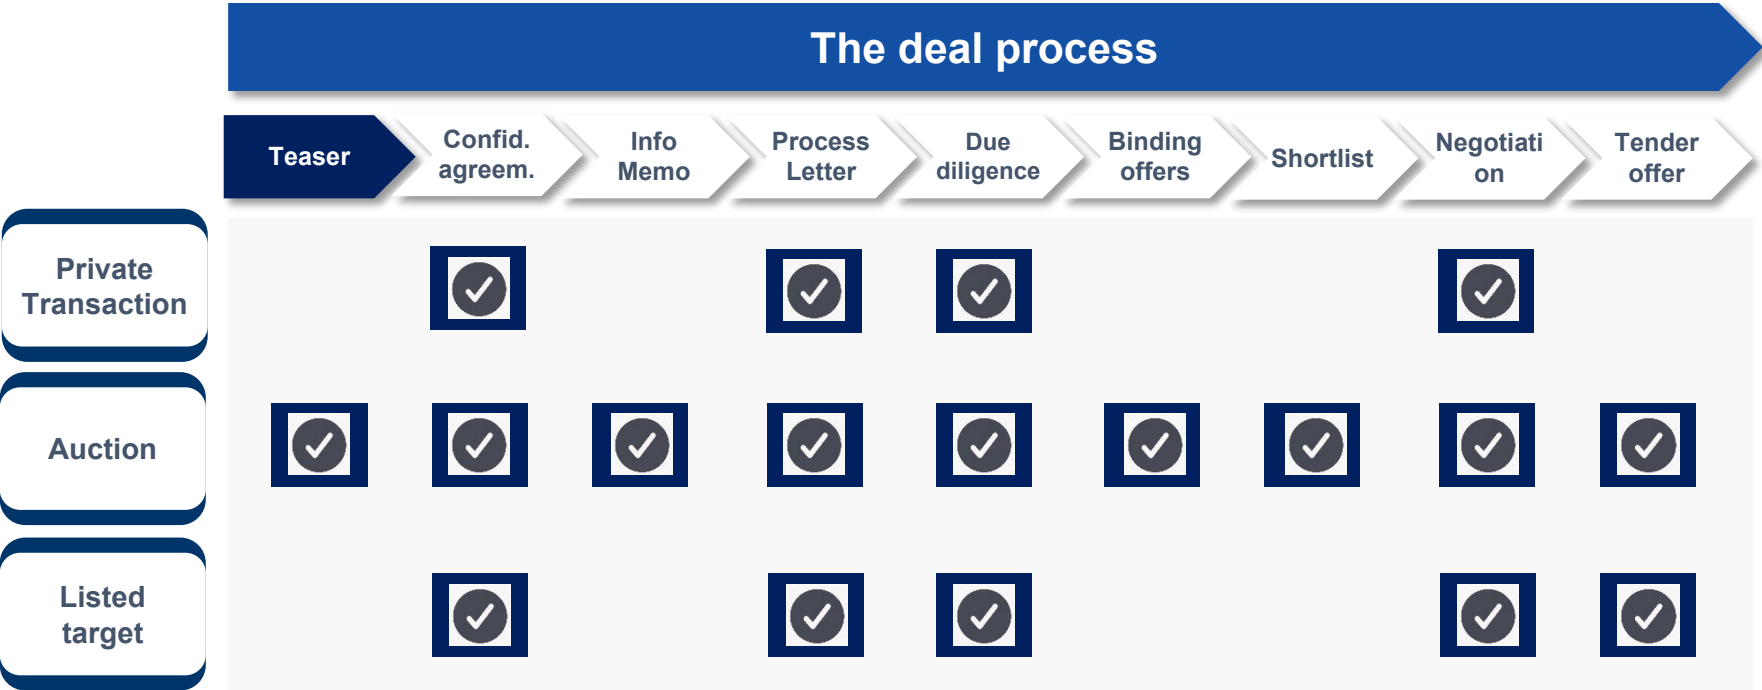 The deal process
Teaser
Confid.
agreem.
Info
Memo
Process
Letter
Due
diligence
Binding
offers
Shortlist
Negotiati
on
Tender
offer
Private
Transaction
Auction
Listed
target